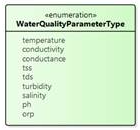 «enumeration»
WaterQualityParameterType
temperature
conductivity
conductance
tss
tds
turbidity
salinity
ph
orp